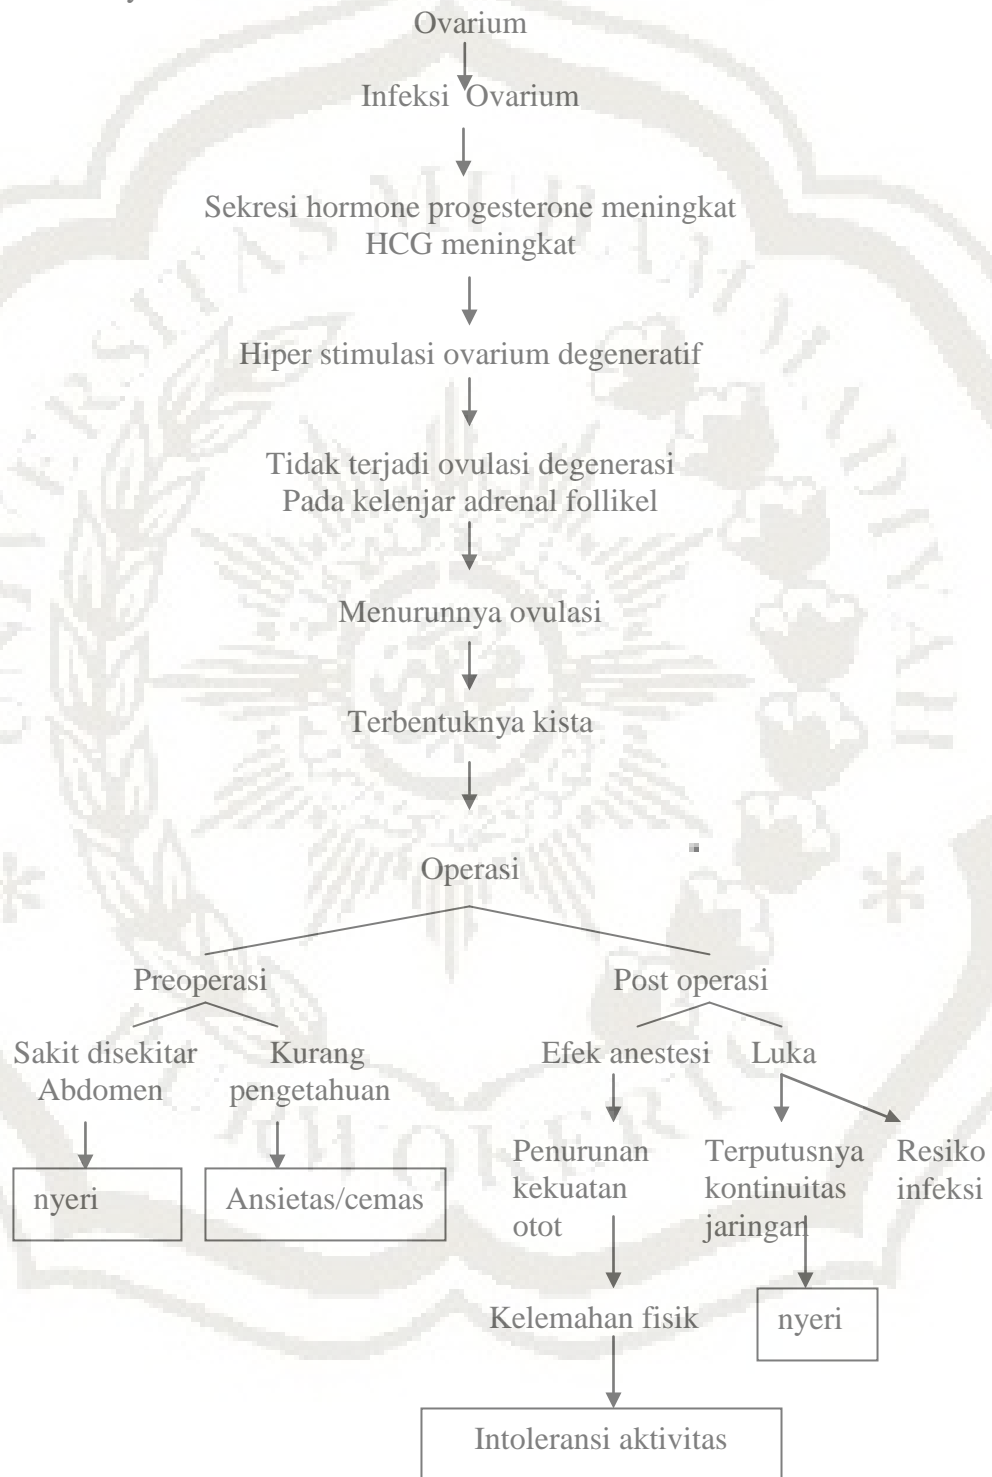 Ovarium
Infeksi Ovarium
Sekresi hormone progesterone meningkat
HCG meningkat
Hiper stimulasi ovarium degeneratif
Tidak terjadi ovulasi degenerasi
Pada kelenjar adrenal follikel
Menurunnya ovulasi
Terbentuknya kista
Operasi
Preoperasi
Post operasi
Sakit disekitar
Abdomen
Kurang
pengetahuan
Efek anestesi
Luka
nyeri
Ansietas/cemas
Penurunan
kekuatan
otot
Terputusnya
kontinuitas
jaringan
Resiko
infeksi
Kelemahan fisik
nyeri
Intoleransi aktivitas